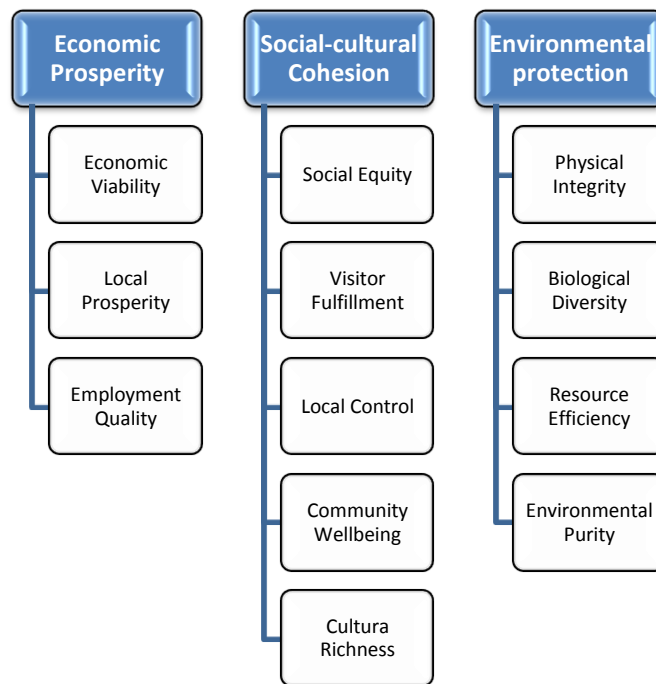 Economic
Prosperity
Economic
Viability
Local
Prosperity
Employment
Quality
Social-cultural
Cohesion
Social Equity
Visitor
Fulfillment
Local Control
Community
Wellbeing
Cultura
Richness
Environmental
protection
Physical
Integrity
Biological
Diversity
Resource
Efficiency
Environmental
Purity